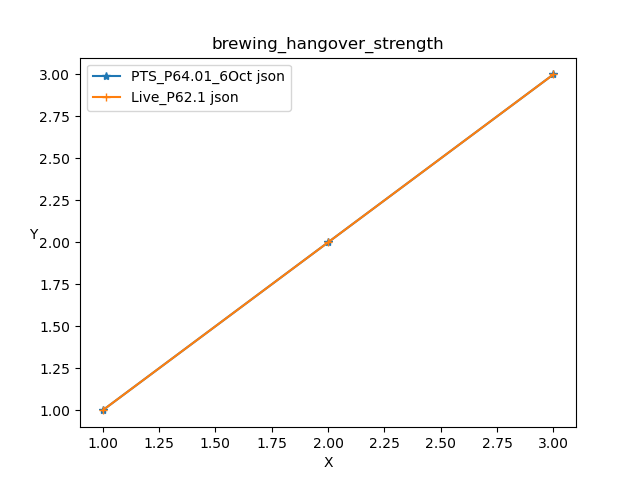 brewing_hangover_strength
PTS_P64.01_6Oct json
Live_P62.1 json
3.00
2.75
2.50
2.25
Y
2.00
1.75
1.50
1.25
1.00
1.00 1.25 1.50 1.75 2.00 2.25 2.50 2.75 3.00
X